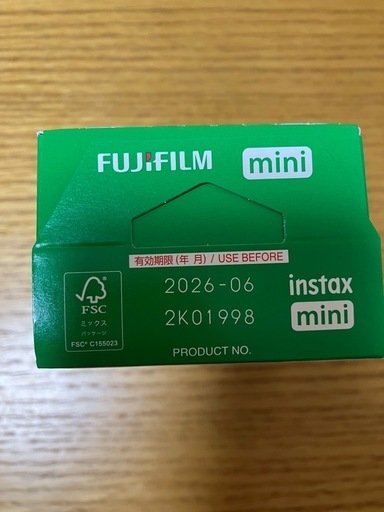 FUJIFILM mini
有効期限(年 月) / USE BEFORE
2026-06
2K01998
PRODUCT NO.
instax
mini
FSC
ミックス
パッケージ
FSC® C155023